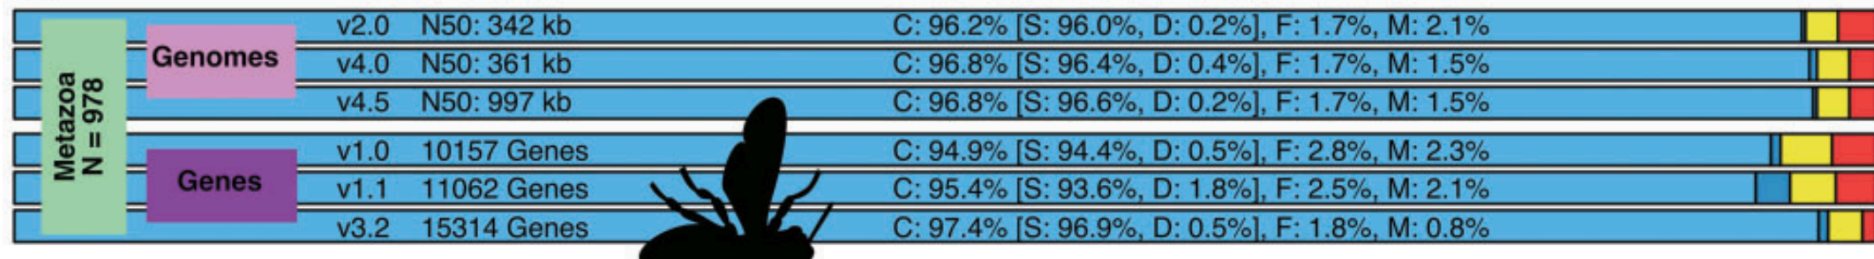 Metazoa
N = 978
Genomes
v2.0 N50: 342 kb C: 96.2% [S: 96.0%, D: 0.2%], F: 1.7%, M: 2.1%
v4.0 N50: 361 kb C: 96.8% [S: 96.4%, D: 0.4%], F: 1.7%, M: 1.5%
v4.5 N50: 997 kb C: 96.8% [S: 96.6%, D: 0.2%], F: 1.7%, M: 1.5%
Genes
v1.0 10157 Genes C: 94.9% [S: 94.4%, D: 0.5%], F: 2.8%, M: 2.3%
v1.1 11062 Genes C: 95.4% [S: 93.6%, D: 1.8%], F: 2.5%, M: 2.1%
v3.2 15314 Genes C: 97.4% [S: 96.9%, D: 0.5%], F: 1.8%, M: 0.8%